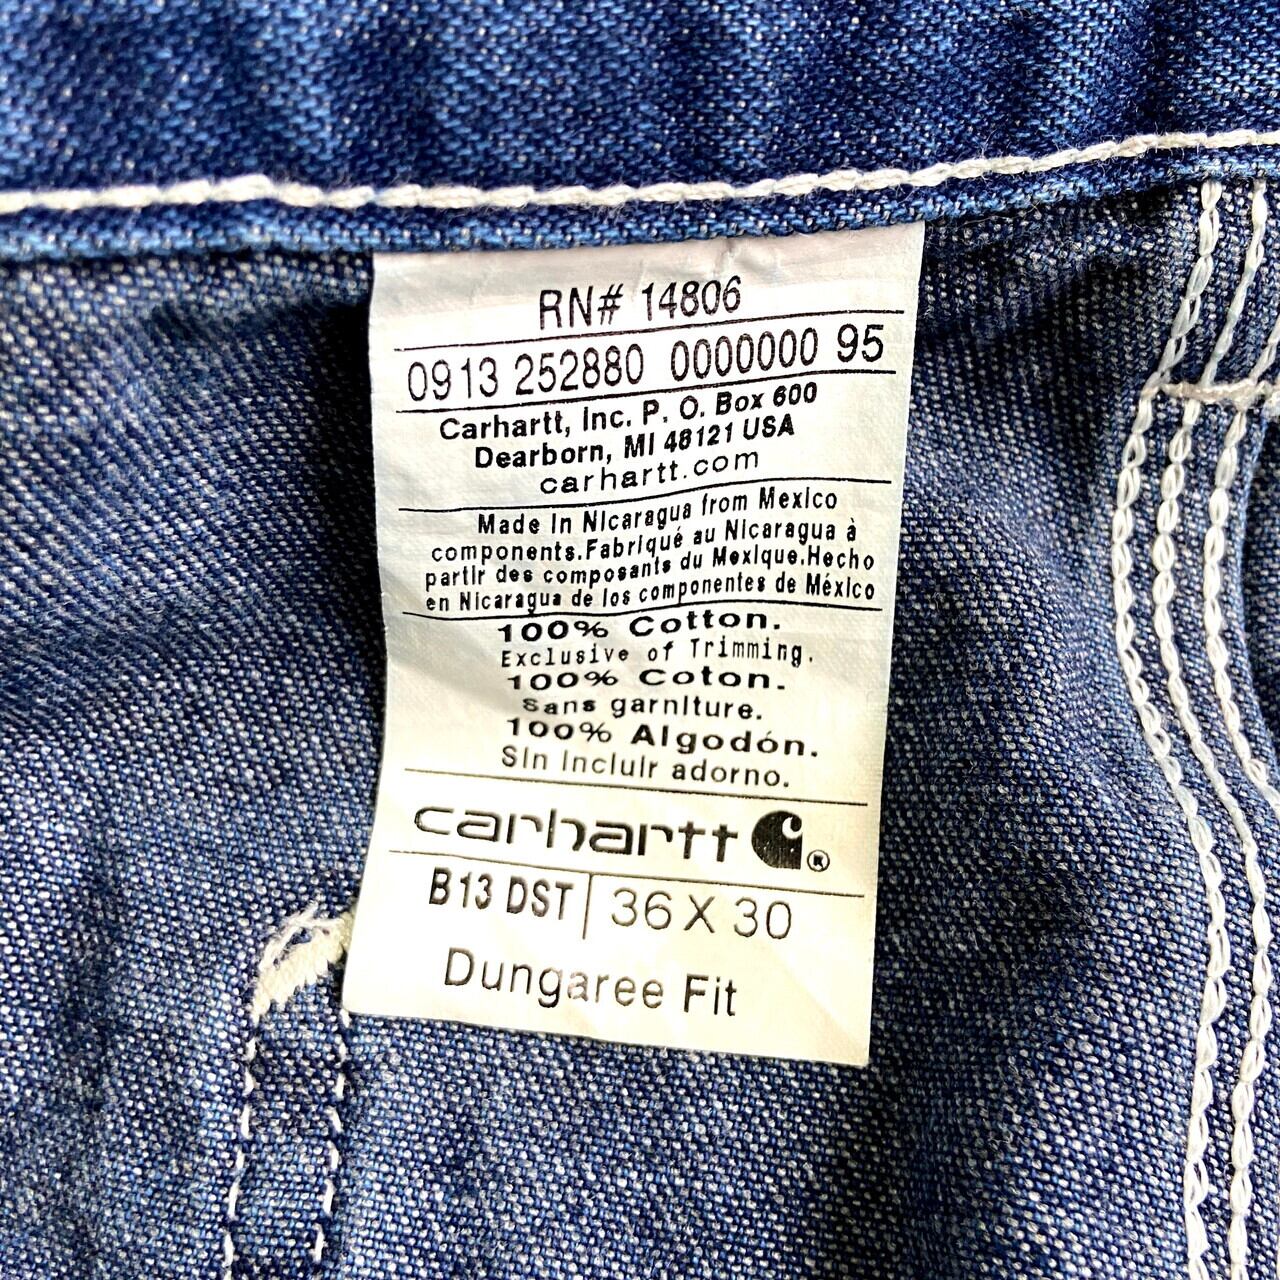 RN# 14806
0913 252880 0000000 95
Carhartt, Inc. P. O. Box 600
Dearborn, MI 48121 USA
carhartt.com
Made in Nicaragua from Mexico
components.Fabriqué au Nicaragua à
partir des composants du Mexique.Hecho
en Nicaragua de los componentes de México
100% Cotton.
Exclusive of Trimming.
100% Coton.
Sans garniture.
100% Algodón.
Sin incluir adorno.
carhartt ®
B13 DST 36 X 30
Dungaree Fit